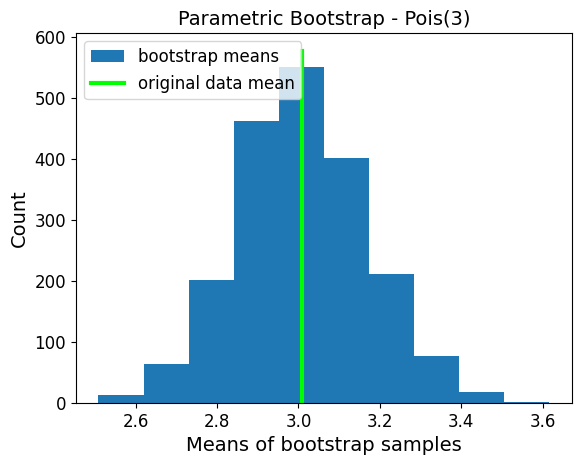 Parametric Bootstrap - Pois(3)
bootstrap means
original data mean
Count
600
500
400
300
200
100
0
2.6 2.8 3.0 3.2 3.4 3.6
Means of bootstrap samples